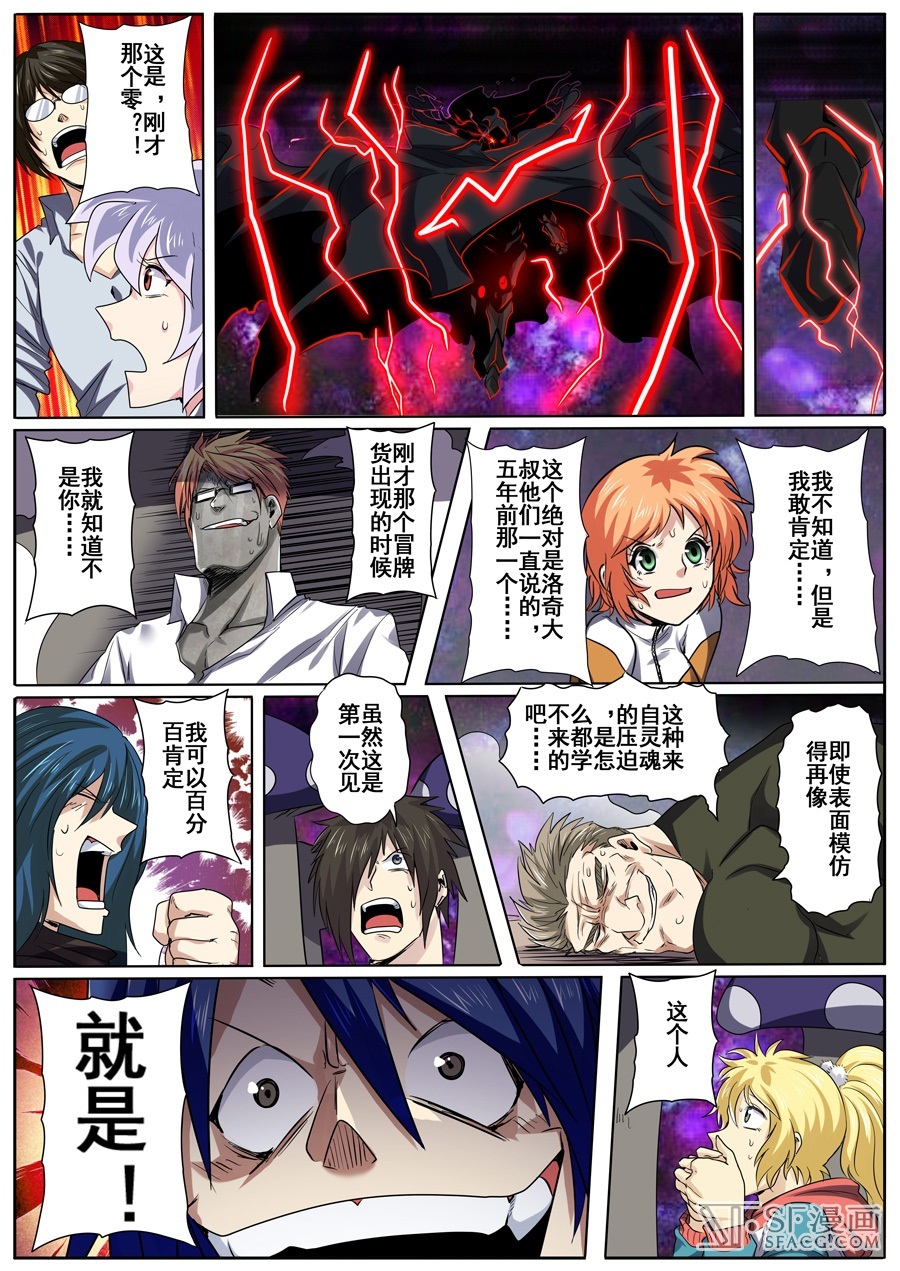 这是，刚才
那个零？！
我不知道，但是
我敢肯定……
这个绝对是洛奇大
叔他们一直说的，
五年前那一个……
刚才那个冒牌
货出现的时候
我就知道不
是你……
即使表面模仿
得再像
这种来
自灵魂
的压迫
，是怎
么都学
不来的
吧……
虽然这是
第一次见
我可以百分
百肯定
这个人
就是！
SF漫画
SFACG.COM